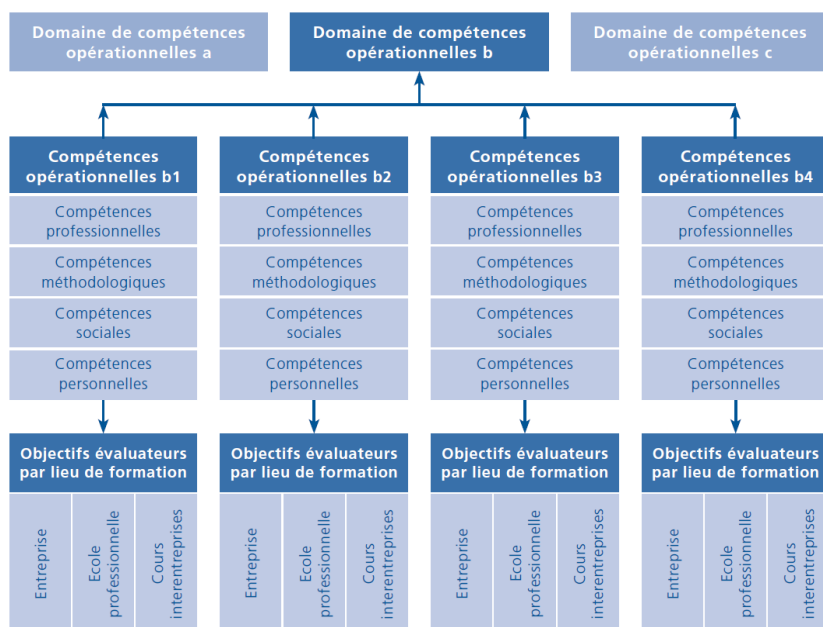 Domaine de compétences
opérationnelles a
Domaine de compétences
opérationnelles b
Domaine de compétences
opérationnelles c
Compétences
opérationnelles b1
Compétences
opérationnelles b2
Compétences
opérationnelles b3
Compétences
opérationnelles b4
Compétences
professionnelles
Compétences
professionnelles
Compétences
professionnelles
Compétences
professionnelles
Compétences
méthodologiques
Compétences
méthodologiques
Compétences
méthodologiques
Compétences
méthodologiques
Compétences
sociales
Compétences
sociales
Compétences
sociales
Compétences
sociales
Compétences
personnelles
Compétences
personnelles
Compétences
personnelles
Compétences
personnelles
Objectifs évaluateurs
par lieu de formation
Objectifs évaluateurs
par lieu de formation
Objectifs évaluateurs
par lieu de formation
Objectifs évaluateurs
par lieu de formation
Entreprise
Ecole
professionnelle
Cours
interentreprises
Entreprise
Ecole
professionnelle
Cours
interentreprises
Entreprise
Ecole
professionnelle
Cours
interentreprises
Entreprise
Ecole
professionnelle
Cours
interentreprises